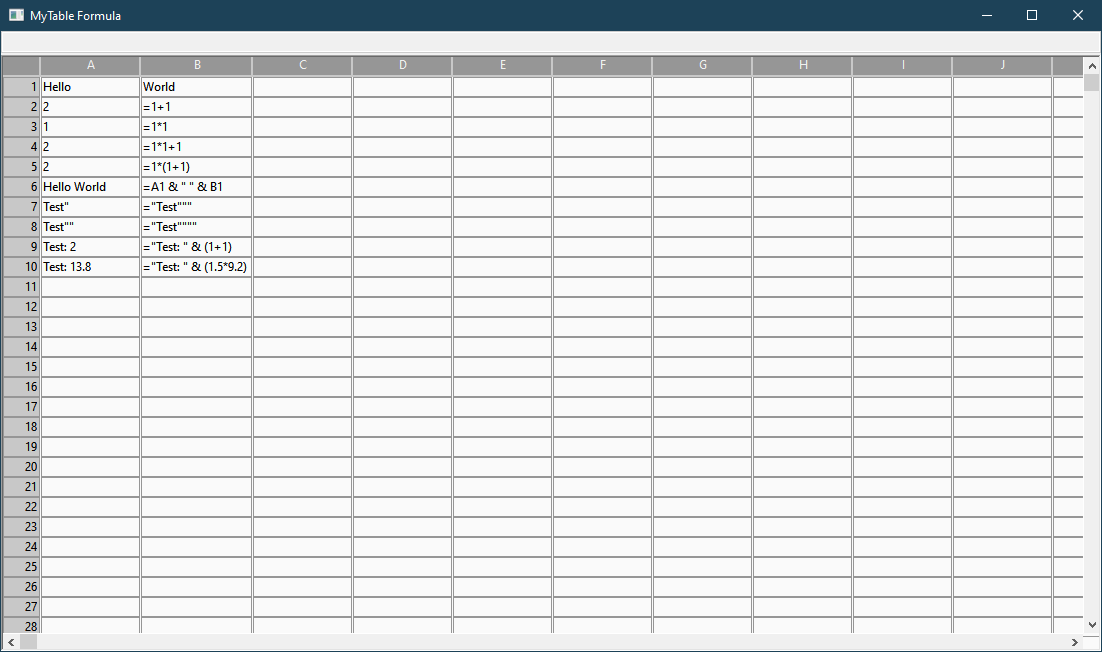 MyTable Formula
A B C D E F G H I J
1 Hello World
2 2 =1+1
3 1 =1*1
4 2 =1*1+1
5 2 =1*(1+1)
6 Hello World =A1 & " " & B1
7 Test" ="Test"""
8 Test"" ="Test""""
9 Test: 2 ="Test: " & (1+1)
10 Test: 13.8 ="Test: " & (1.5*9.2)
11
12
13
14
15
16
17
18
19
20
21
22
23
24
25
26
27
28